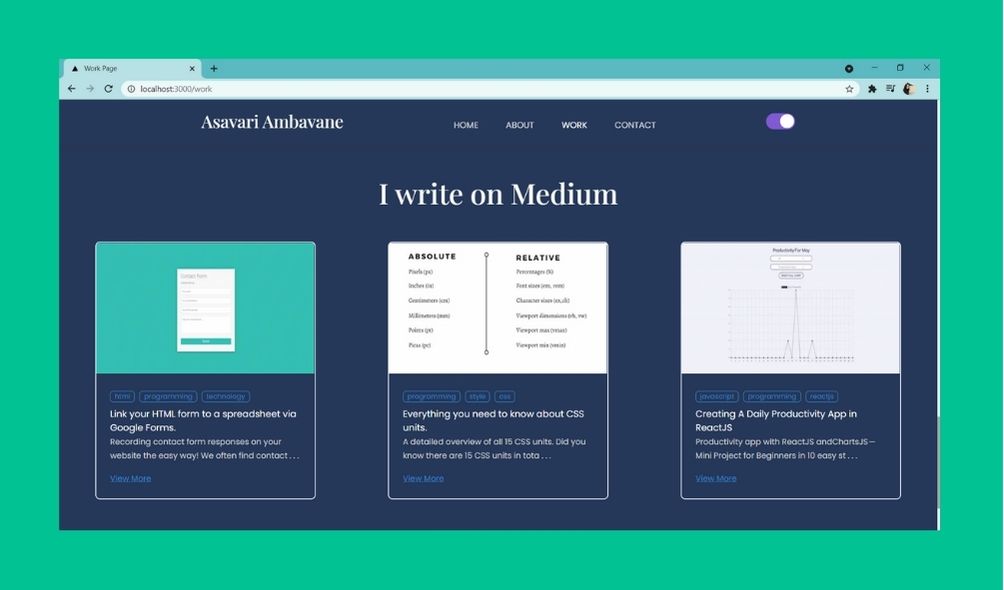 Work Page
localhost:3000/work
Asavari Ambavane
HOME ABOUT WORK CONTACT
I write on Medium
Contact Form
ABSOLUTE
Pixels (px)
Inches (in)
Centimeters (cm)
Millimeters (mm)
Points (pt)
Picas (pc)
RELATIVE
Percentages (%)
Font sizes (em, rem)
Character sizes (ex,ch)
Viewport dimensions (vh, vw)
Viewport max (vmax)
Viewport min (vmin)
Productivity For May
html programming technology
Link your HTML form to a spreadsheet via
Google Forms.
Recording contact form responses on your
website the easy way! We often find contact . . .
View More
programming style css
Everything you need to know about CSS
units.
A detailed overview of all 15 CSS units. Did you
know there are 15 CSS units in tota . . .
View More
javascript programming reactjs
Creating A Daily Productivity App in
ReactJS
Productivity app with ReactJS andChartsJS —
Mini Project for Beginners in 10 easy st . . .
View More